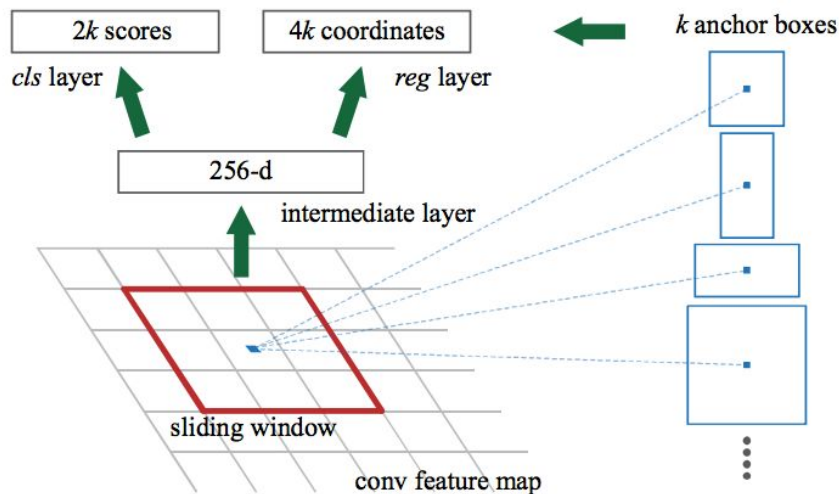 2k scores
4k coordinates
k anchor boxes
cls layer
reg layer
256-d
intermediate layer
sliding window
conv feature map